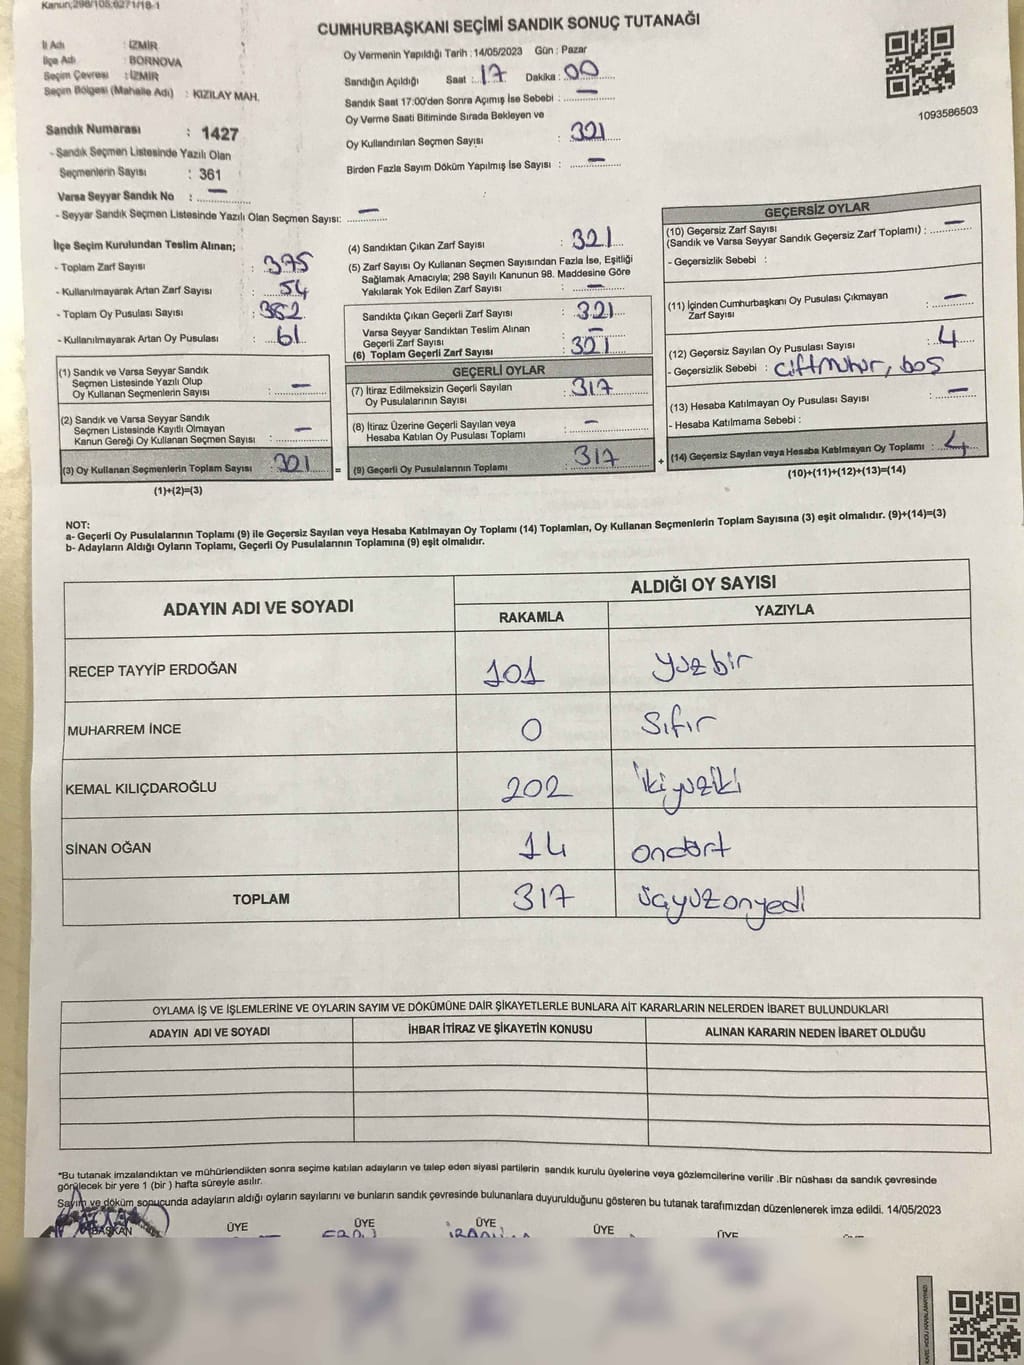 Kanun;298/105;6271/18-1
CUMHURBAŞKANI SEÇİMİ SANDIK SONUÇ TUTANAĞI
İl Adı : İZMİR
İlçe Adı : BORNOVA
Seçim Çevresi : İZMİR
Seçim Bölgesi (Mahalle Adı) : KIZILAY MAH.
Sandık Numarası : 1427
- Sandık Seçmen Listesinde Yazılı Olan
Seçmenlerin Sayısı : 361
Varsa Seyyar Sandık No : —
- Seyyar Sandık Seçmen Listesinde Yazılı Olan Seçmen Sayısı: —
Oy Vermenin Yapıldığı Tarih : 14/05/2023 Gün : Pazar
Sandığın Açıldığı Saat : 17 Dakika : 00
Sandık Saat 17:00'den Sonra Açımış İse Sebebi : —
Oy Verme Saati Bitiminde Sırada Bekleyen ve
Oy Kullandırılan Seçmen Sayısı : 321
Birden Fazla Sayım Döküm Yapılmış İse Sayısı : —
1093586503
İlçe Seçim Kurulundan Teslim Alınan;
- Toplam Zarf Sayısı : 375
- Kullanılmayarak Artan Zarf Sayısı : 54
- Toplam Oy Pusulası Sayısı : 382
- Kullanılmayarak Artan Oy Pusulası : 61
(1) Sandık ve Varsa Seyyar Sandık
Seçmen Listesinde Yazılı Olup
Oy Kullanan Seçmenlerin Sayısı : —
(2) Sandık ve Varsa Seyyar Sandık
Seçmen Listesinde Kayıtlı Olmayan
Kanun Gereği Oy Kullanan Seçmen Sayısı : —
(3) Oy Kullanan Seçmenlerin Toplam Sayısı : 321
(1)+(2)=(3)
(4) Sandıktan Çıkan Zarf Sayısı : 321
(5) Zarf Sayısı Oy Kullanan Seçmen Sayısından Fazla İse, Eşitliği
Sağlamak Amacıyla; 298 Sayılı Kanunun 98. Maddesine Göre
Yakılarak Yok Edilen Zarf Sayısı : —
Sandıkta Çıkan Geçerli Zarf Sayısı : 321
Varsa Seyyar Sandıktan Teslim Alınan
Geçerli Zarf Sayısı : —
(6) Toplam Geçerli Zarf Sayısı : 321
GEÇERLİ OYLAR
(7) İtiraz Edilmeksizin Geçerli Sayılan
Oy Pusulalarının Sayısı : 317
(8) İtiraz Üzerine Geçerli Sayılan veya
Hesaba Katılan Oy Pusulası Toplamı : —
= (9) Geçerli Oy Pusulalarının Toplamı : 317
GEÇERSİZ OYLAR
(10) Geçersiz Zarf Sayısı
(Sandık ve Varsa Seyyar Sandık Geçersiz Zarf Toplamı) : —
- Geçersizlik Sebebi :
(11) İçinden Cumhurbaşkanı Oy Pusulası Çıkmayan
Zarf Sayısı : —
(12) Geçersiz Sayılan Oy Pusulası Sayısı : 4
- Geçersizlik Sebebi : çiftmuhur, boş
(13) Hesaba Katılmayan Oy Pusulası Sayısı : —
- Hesaba Katılmama Sebebi :
+ (14) Geçersiz Sayılan veya Hesaba Katılmayan Oy Toplamı : 4
(10)+(11)+(12)+(13)=(14)
NOT:
a- Geçerli Oy Pusulalarının Toplamı (9) ile Geçersiz Sayılan veya Hesaba Katılmayan Oy Toplamı (14) Toplamları, Oy Kullanan Seçmenlerin Toplam Sayısına (3) eşit olmalıdır. (9)+(14)=(3)
b- Adayların Aldığı Oyların Toplamı, Geçerli Oy Pusulalarının Toplamına (9) eşit olmalıdır.
ADAYIN ADI VE SOYADI ALDIĞI OY SAYISI
RAKAMLA YAZIYLA
RECEP TAYYİP ERDOĞAN 101 yuzbir
MUHARREM İNCE 0 Sıfır
KEMAL KILIÇDAROĞLU 202 ikiyuziki
SİNAN OĞAN 14 ondört
TOPLAM 317 üçyüzonyedi
OYLAMA İŞ VE İŞLEMLERİNE VE OYLARIN SAYIM VE DÖKÜMÜNE DAİR ŞİKAYETLERLE BUNLARA AİT KARARLARIN NELERDEN İBARET BULUNDUKLARI
ADAYIN ADI VE SOYADI İHBAR İTİRAZ VE ŞİKAYETİN KONUSU ALINAN KARARIN NEDEN İBARET OLDUĞU
*Bu tutanak imzalandıktan ve mühürlendikten sonra seçime katılan adayların ve talep eden siyasi partilerin sandık kurulu üyelerine veya gözlemcilerine verilir .Bir nüshası da sandık çevresinde
görülecek bir yere 1 (bir ) hafta süreyle asılır.
Sayım ve döküm sonucunda adayların aldığı oyların sayılarını ve bunların sandık çevresinde bulunanlara duyurulduğunu gösteren bu tutanak tarafımızdan düzenlenerek imza edildi. 14/05/2023
BAŞKAN ÜYE ÜYE ÜYE ÜYE ÜYE